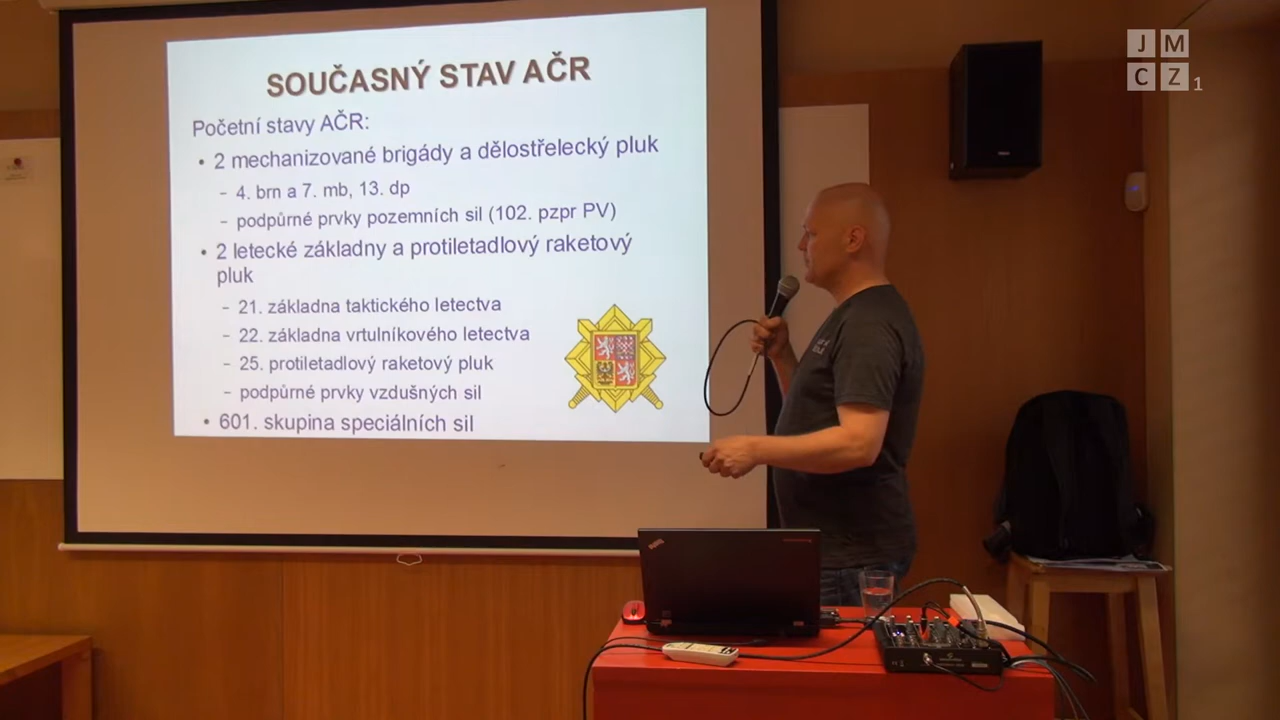 SOUČASNÝ STAV AČR
Početní stavy AČR:
• 2 mechanizované brigády a dělostřelecký pluk
- 4. brn a 7. mb, 13. dp
- podpůrné prvky pozemních sil (102. pzpr PV)
• 2 letecké základny a protiletadlový raketový
pluk
- 21. základna taktického letectva
- 22. základna vrtulníkového letectva
- 25. protiletadlový raketový pluk
- podpůrné prvky vzdušných sil
• 601. skupina speciálních sil
J M
C Z 1